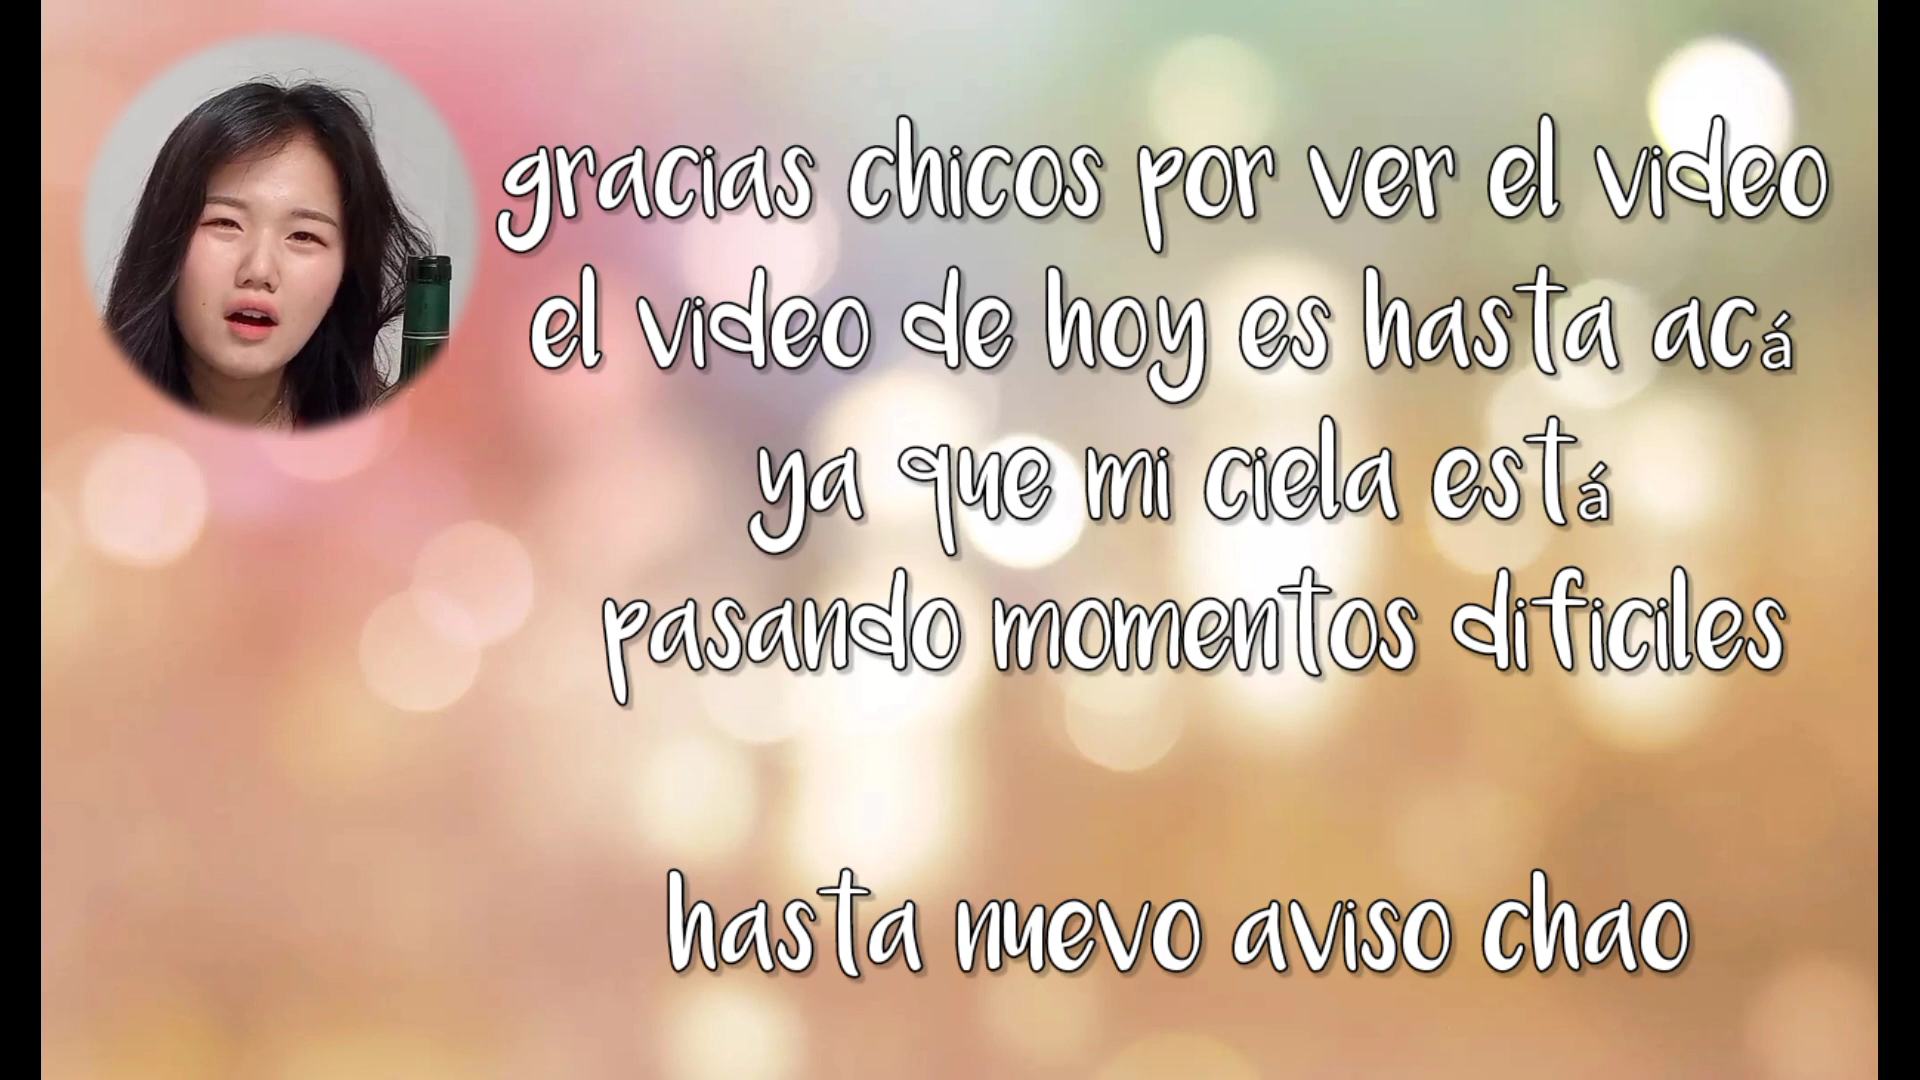 gracias chicos por ver el video
el video de hoy es hasta acá
ya que mi ciela está
pasando momentos dificiles
hasta nuevo aviso chao